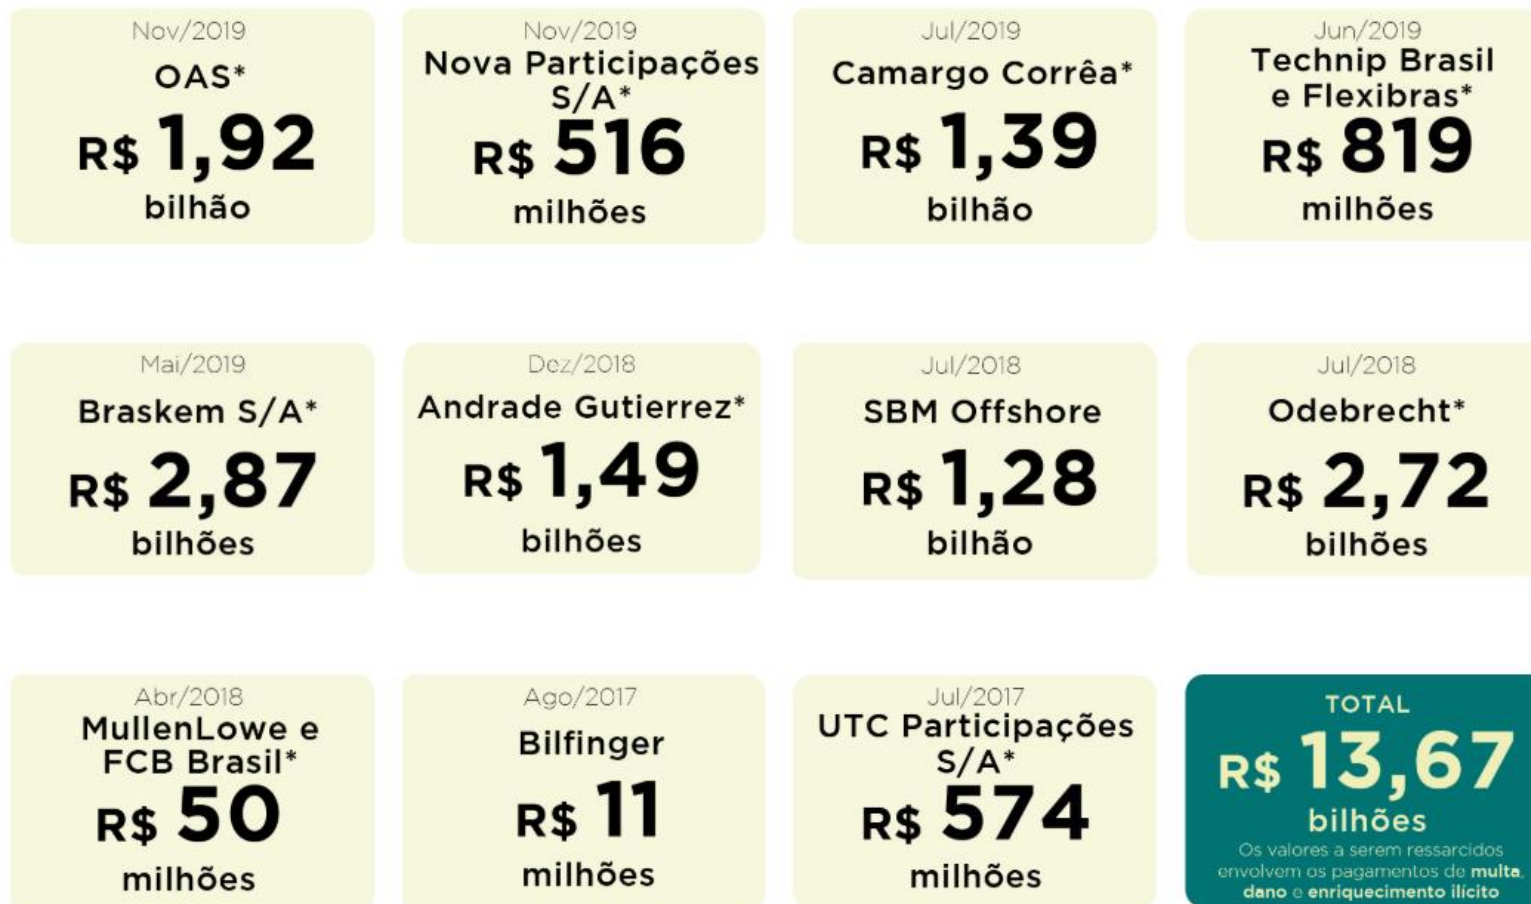 Nov/2019
OAS*
R$ 1,92
bilhão
Nov/2019
Nova Participações
S/A*
R$ 516
milhões
Jul/2019
Camargo Corrêa*
R$ 1,39
bilhão
Jun/2019
Technip Brasil
e Flexibras*
R$ 819
milhões
Mai/2019
Braskem S/A*
R$ 2,87
bilhões
Dez/2018
Andrade Gutierrez*
R$ 1,49
bilhões
Jul/2018
SBM Offshore
R$ 1,28
bilhão
Jul/2018
Odebrecht*
R$ 2,72
bilhões
Abr/2018
MullenLowe e
FCB Brasil*
R$ 50
milhões
Ago/2017
Bilfinger
R$ 11
milhões
Jul/2017
UTC Participações
S/A*
R$ 574
milhões
TOTAL
R$ 13,67
bilhões
Os valores a serem ressarcidos
envolvem os pagamentos de multa,
dano e enriquecimento ilícito